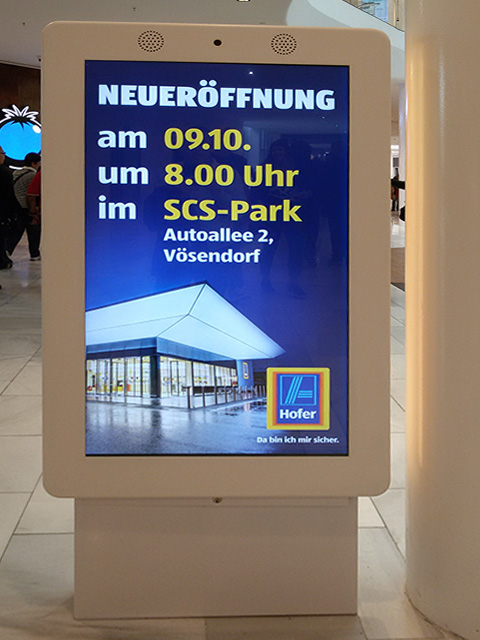 NEUERÖFFNUNG
am 09.10.
um 8.00 Uhr
im SCS-Park
Autoallee 2,
Vösendorf
Hofer
Da bin ich mir sicher.